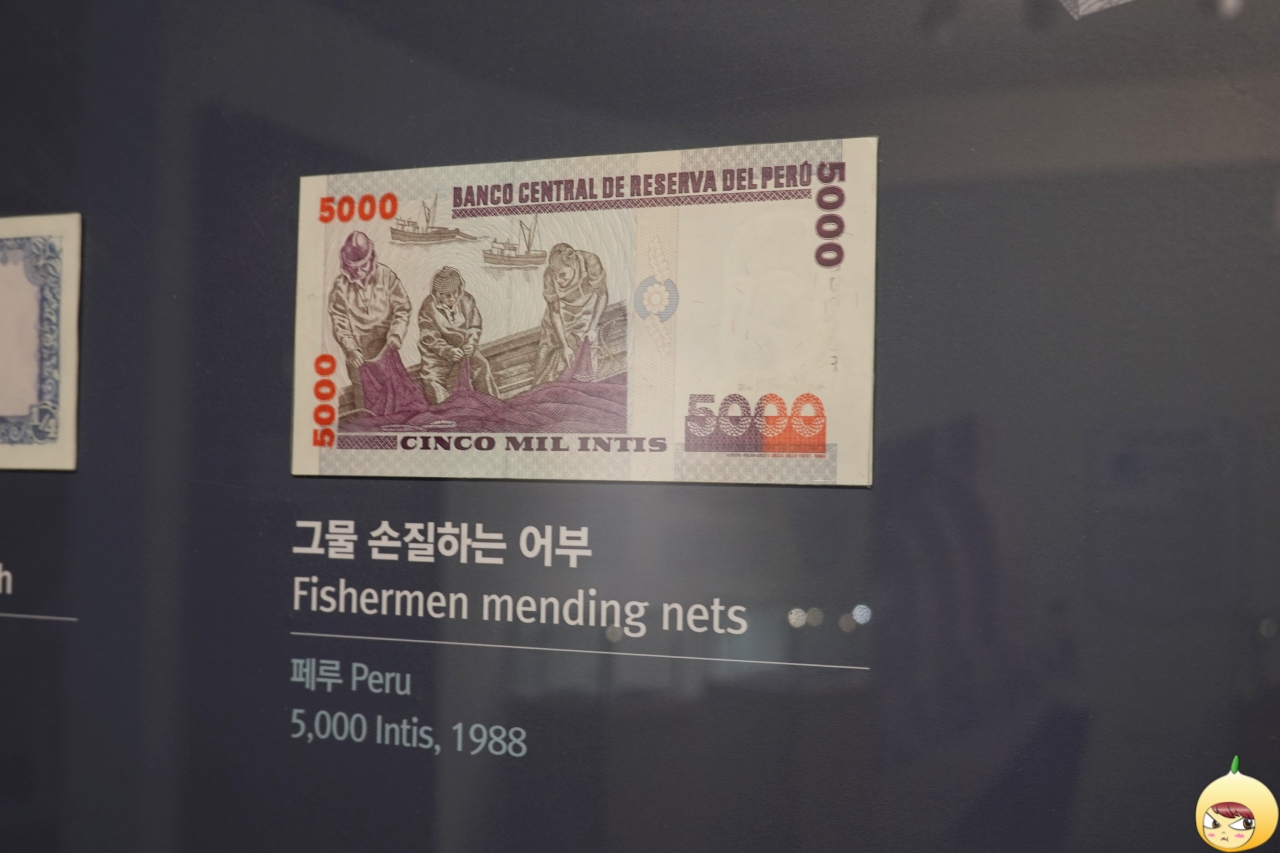 5000
BANCO CENTRAL DE RESERVA DEL PERÚ
5000
5000
5000
CINCO MIL INTIS
h
그물 손질하는 어부
Fishermen mending nets
페루 Peru
5,000 Intis, 1988